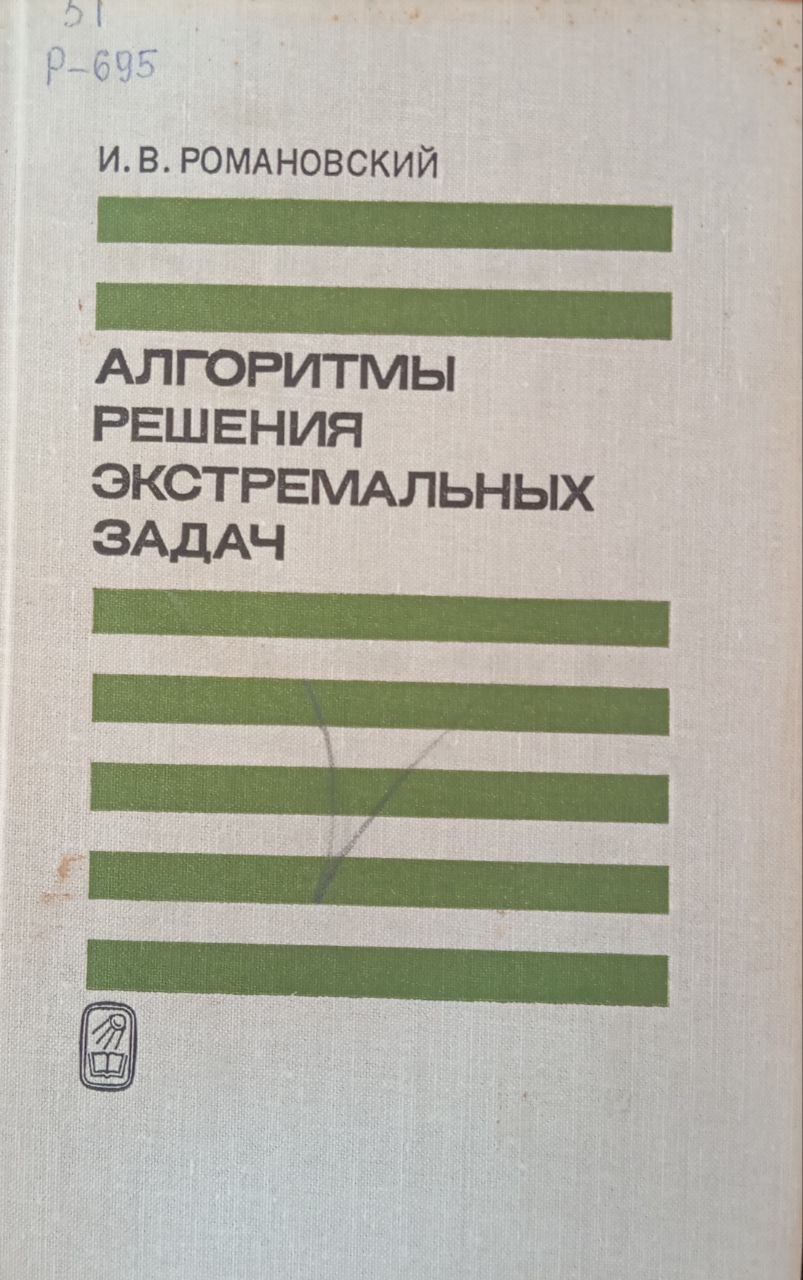 51
Р-695
И. В. РОМАНОВСКИЙ
АЛГОРИТМЫ
РЕШЕНИЯ
ЭКСТРЕМАЛЬНЫХ
ЗАДАЧ